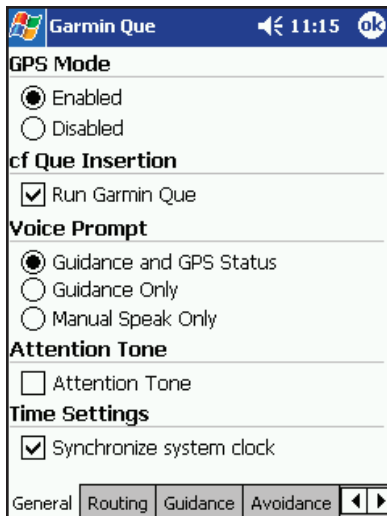 Garmin Que 11:15 ok
GPS Mode
Enabled
Disabled
cf Que Insertion
Run Garmin Que
Voice Prompt
Guidance and GPS Status
Guidance Only
Manual Speak Only
Attention Tone
Attention Tone
Time Settings
Synchronize system clock
General Routing Guidance Avoidance